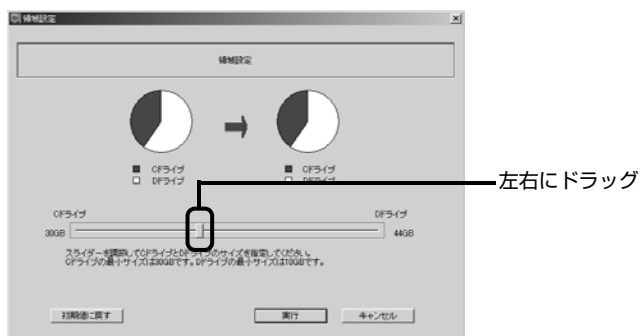 領域設定
領域設定
Cドライブ
Dドライブ
Cドライブ
Dドライブ
左右にドラッグ
Cドライブ
Dドライブ
30GB
44GB
スライダーを調節してCドライブとDドライブのサイズを指定してください。
Cドライブの最小サイズは30GBです。Dドライブの最小サイズは10GBです。
初期値に戻す
実行
キャンセル